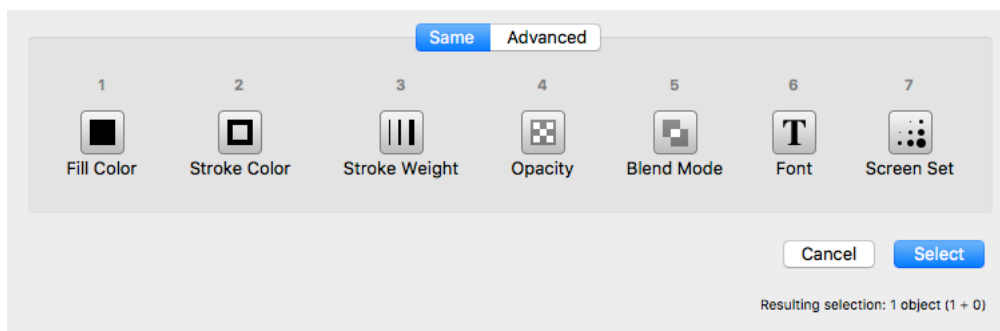 Same Advanced
1 2 3 4 5 6 7
T
Fill Color Stroke Color Stroke Weight Opacity Blend Mode Font Screen Set
Cancel Select
Resulting selection: 1 object (1 + 0)